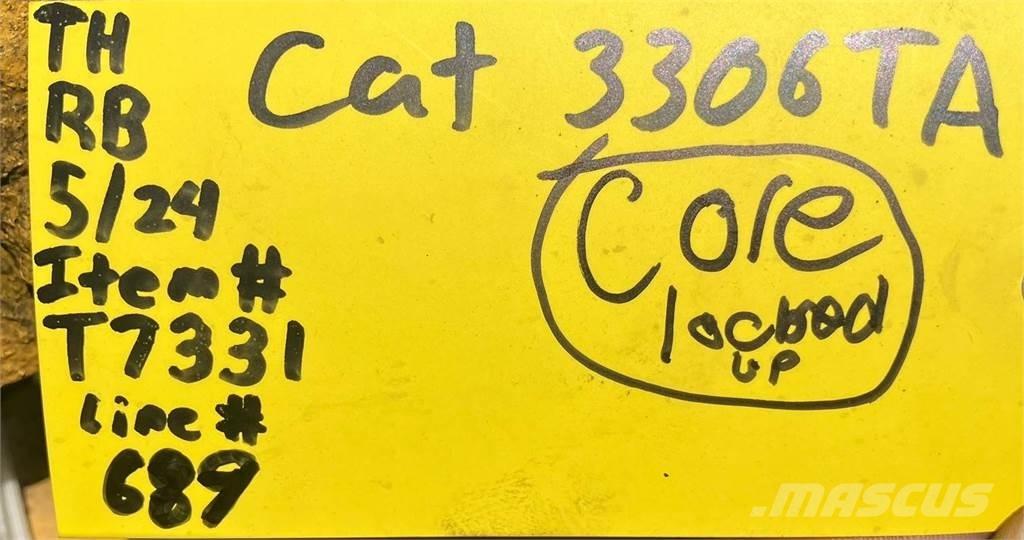 TH
RB
5/24
Item #
T7331
Line #
689
Cat 3306TA
Core
locked
up
.MASCUS